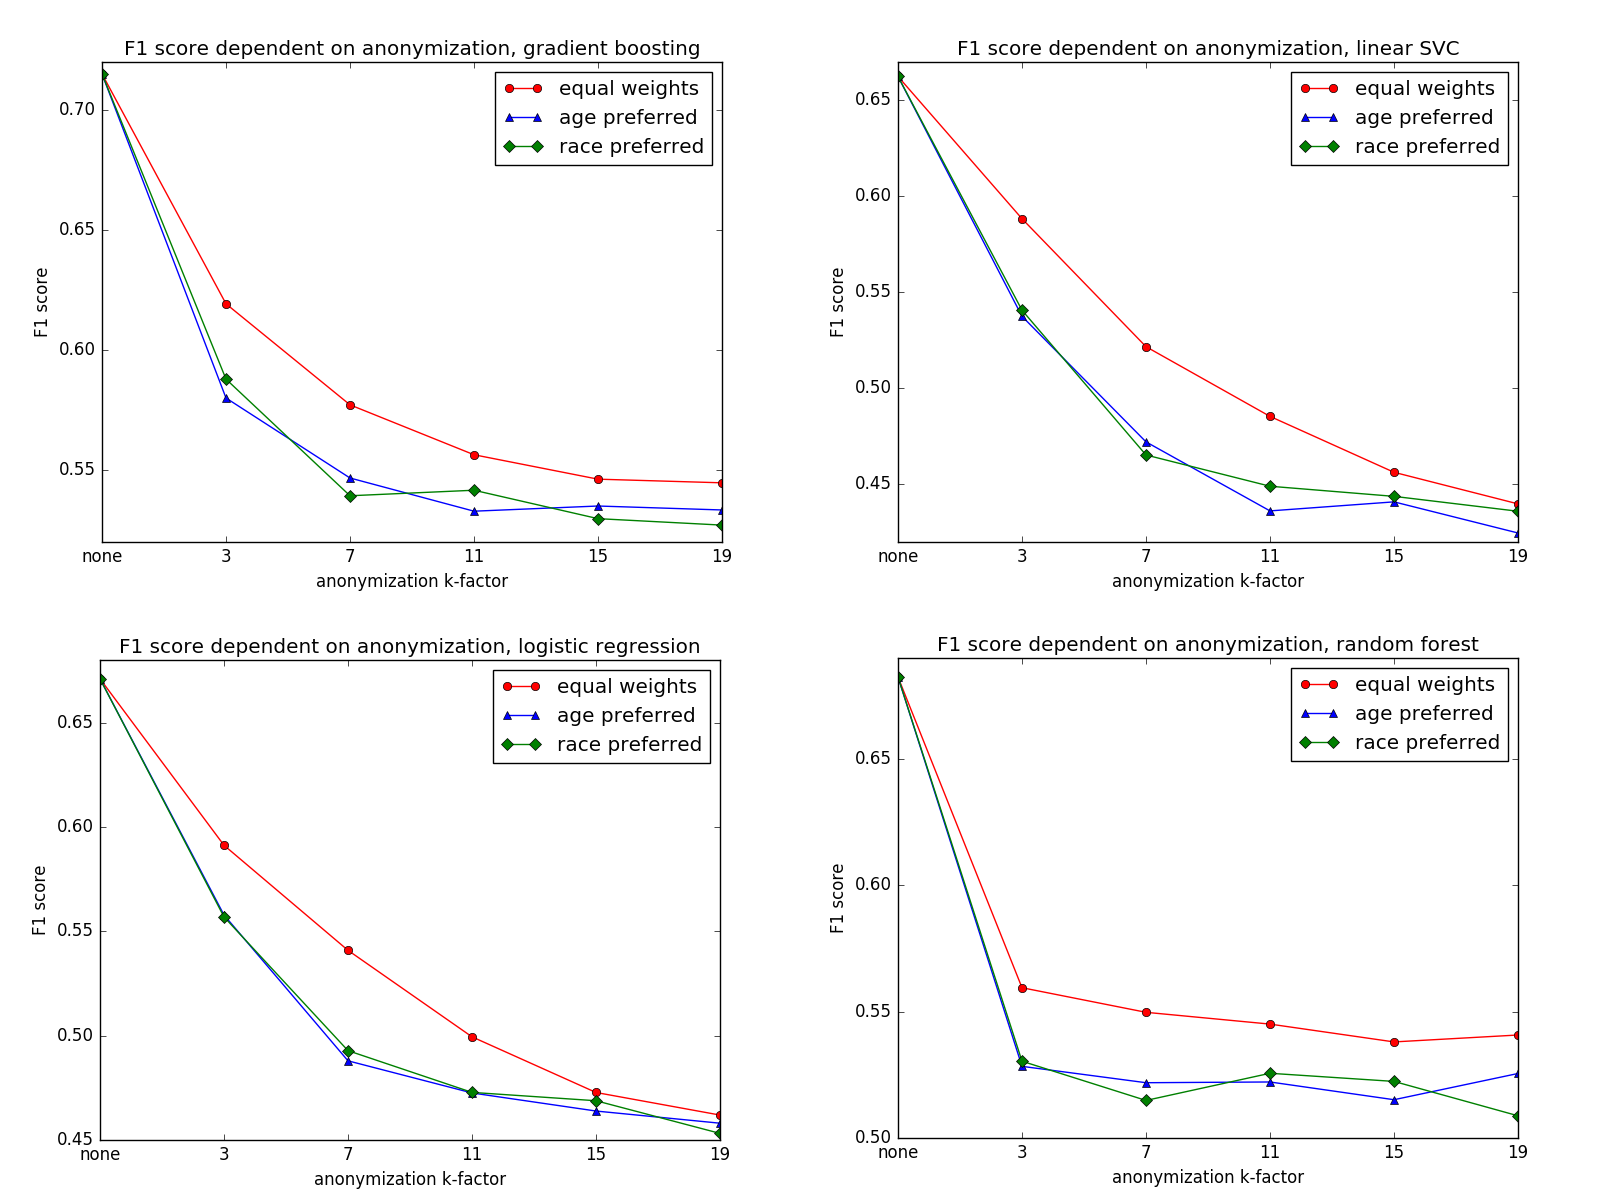 F1 score dependent on anonymization, gradient boosting
equal weights
age preferred
race preferred
0.70
0.65
0.60
0.55
F1 score
none 3 7 11 15 19
anonymization k-factor
F1 score dependent on anonymization, linear SVC
equal weights
age preferred
race preferred
0.65
0.60
0.55
0.50
0.45
F1 score
none 3 7 11 15 19
anonymization k-factor
F1 score dependent on anonymization, logistic regression
equal weights
age preferred
race preferred
0.65
0.60
0.55
0.50
0.45
F1 score
none 3 7 11 15 19
anonymization k-factor
F1 score dependent on anonymization, random forest
equal weights
age preferred
race preferred
0.65
0.60
0.55
0.50
F1 score
none 3 7 11 15 19
anonymization k-factor